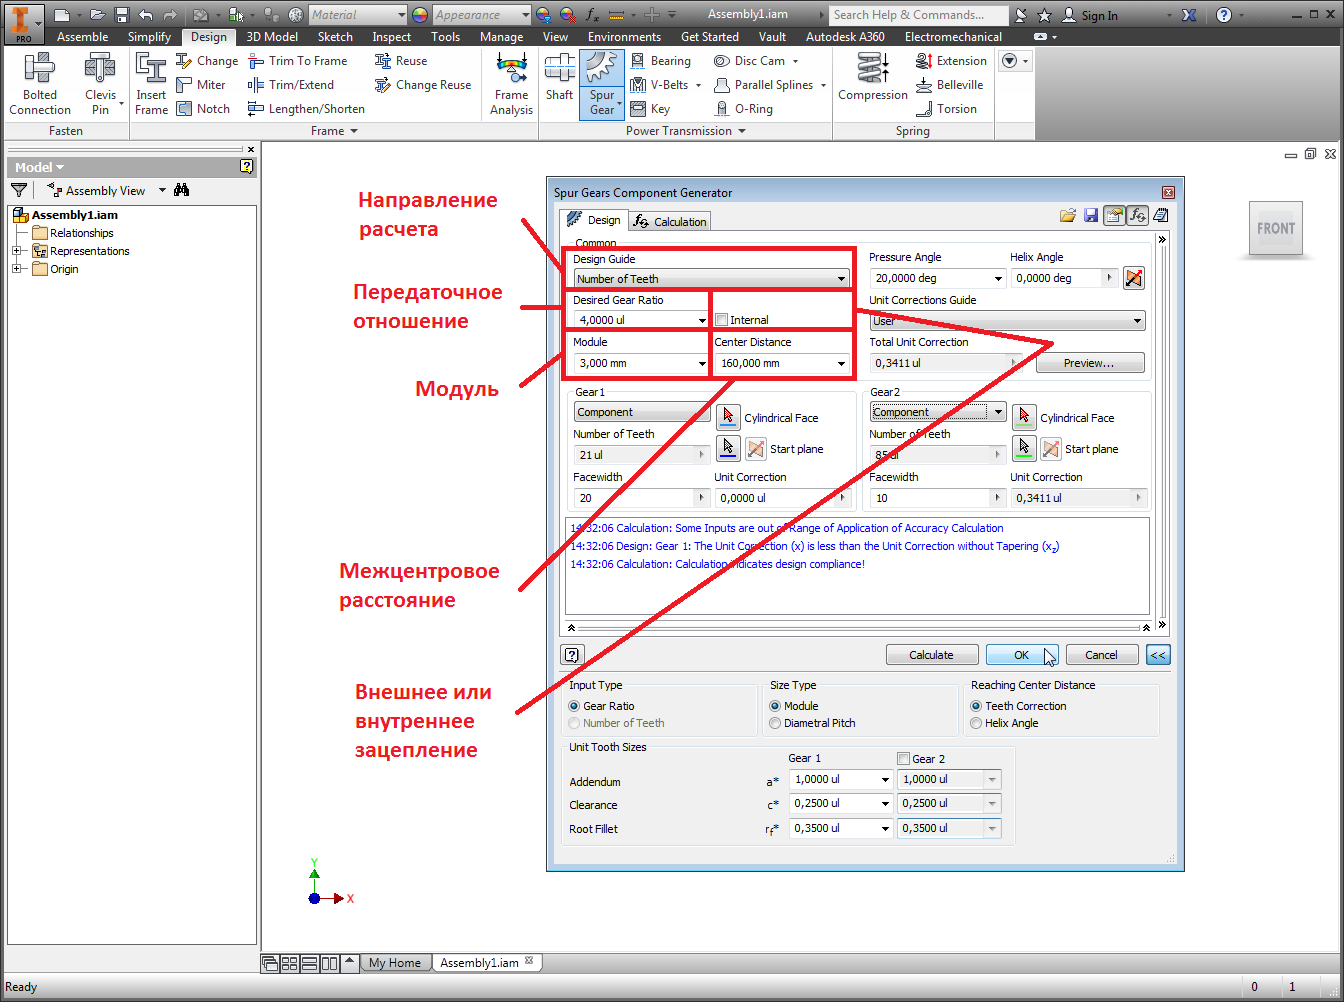 PRO
Material
Appearance
Assembly1.iam
Search Help & Commands...
Sign In
Assemble Simplify Design 3D Model Sketch Inspect Tools Manage View Environments Get Started Vault Autodesk A360 Electromechanical
Bolted Connection
Clevis Pin
Fasten
Insert Frame
Change
Miter
Notch
Trim To Frame
Trim/Extend
Lengthen/Shorten
Reuse
Change Reuse
Frame
Frame Analysis
Shaft
Spur Gear
Bearing
V-Belts
Key
Disc Cam
Parallel Splines
O-Ring
Power Transmission
Compression
Extension
Belleville
Torsion
Spring
Model
Assembly View
Assembly1.iam
Relationships
Representations
Origin
Направление
расчета
Передаточное
отношение
Модуль
Межцентровое
расстояние
Внешнее или
внутреннее
зацепление
FRONT
Spur Gears Component Generator
Design Calculation
Common
Design Guide
Number of Teeth
Pressure Angle Helix Angle
20,0000 deg 0,0000 deg
Desired Gear Ratio
4,0000 ul Internal
Unit Corrections Guide
User
Module Center Distance
3,000 mm 160,000 mm
Total Unit Correction
0,3411 ul Preview...
Gear1
Component Cylindrical Face
Number of Teeth
21 ul Start plane
Facewidth Unit Correction
20 0,0000 ul
Gear2
Component Cylindrical Face
Number of Teeth
85 ul Start plane
Facewidth Unit Correction
10 0,3411 ul
14:32:06 Calculation: Some Inputs are out of Range of Application of Accuracy Calculation
14:32:06 Design: Gear 1: The Unit Correction (x) is less than the Unit Correction without Tapering (xz)
14:32:06 Calculation: Calculation indicates design compliance!
Calculate OK Cancel <<
Input Type
Gear Ratio
Number of Teeth
Size Type
Module
Diametral Pitch
Reaching Center Distance
Teeth Correction
Helix Angle
Unit Tooth Sizes
Gear 1 Gear 2
Addendum a* 1,0000 ul 1,0000 ul
Clearance c* 0,2500 ul 0,2500 ul
Root Fillet rf* 0,3500 ul 0,3500 ul
Y
X
My Home Assembly1.iam
Ready 0 1